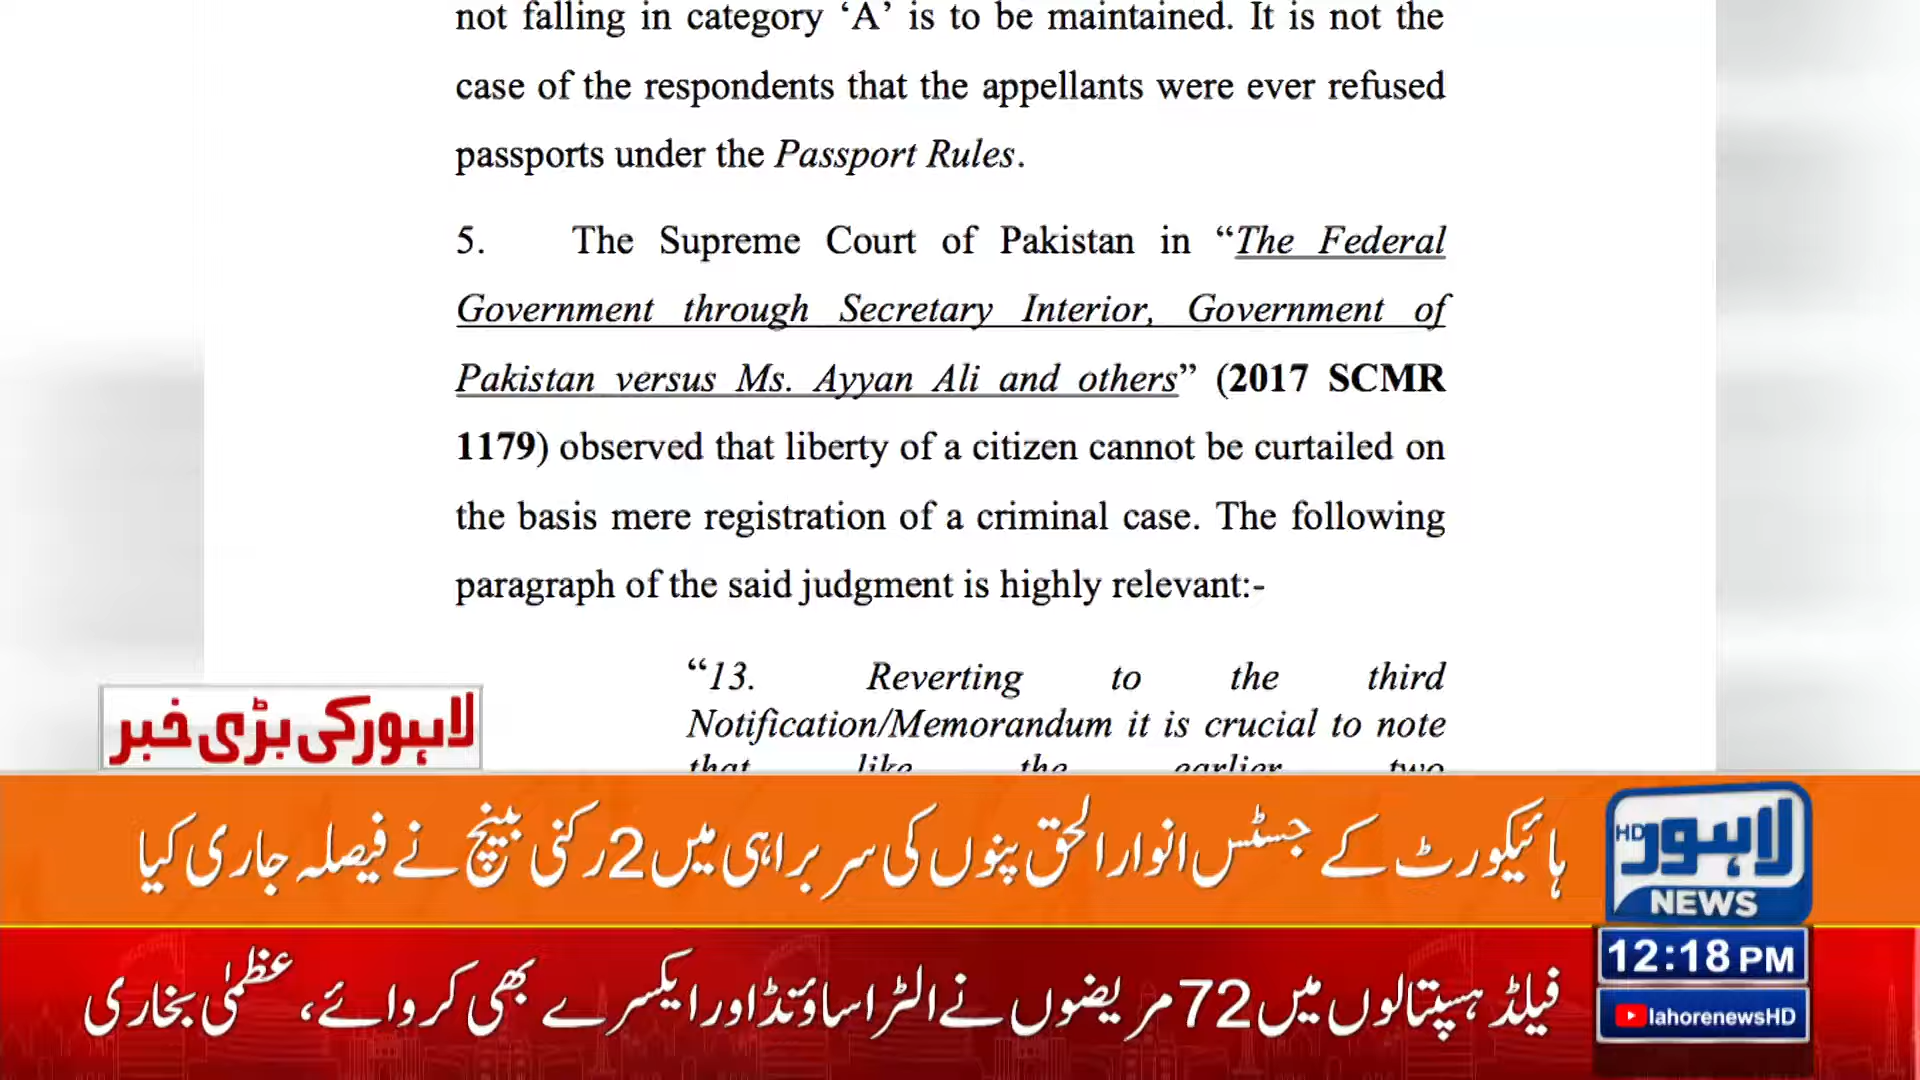 not falling in category ‘A’ is to be maintained. It is not the
case of the respondents that the appellants were ever refused
passports under the Passport Rules.
5. The Supreme Court of Pakistan in “The Federal
Government through Secretary Interior, Government of
Pakistan versus Ms. Ayyan Ali and others” (2017 SCMR
1179) observed that liberty of a citizen cannot be curtailed on
the basis mere registration of a criminal case. The following
paragraph of the said judgment is highly relevant:-
“13. Reverting to the third
Notification/Memorandum it is crucial to note
that like the earlier two
لاہور کی بڑی خبر
ہائیکورٹ کے جسٹس انوار الحق پنوں کی سربراہی میں 2 رکنی بینچ نے فیصلہ جاری کیا
لاہور HD
NEWS
12:18 PM
فیلڈ ہسپتالوں میں 72 مریضوں نے الٹراساؤنڈ اور ایکسرے بھی کروائے، عظمیٰ بخاری
lahorenewsHD